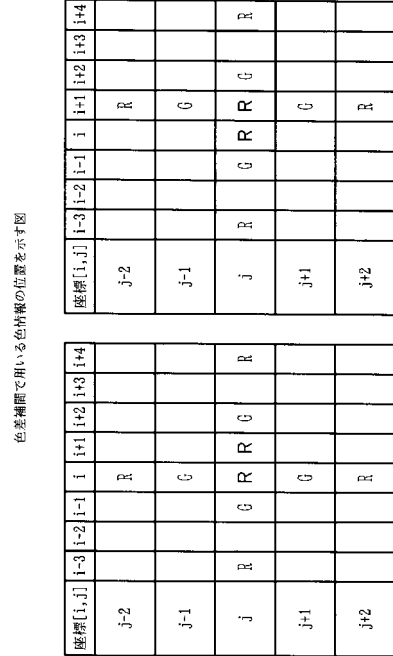 色差補間で用いる色情報の位置を示す図
座標[i,j] i-3 i-2 i-1 i i+1 i+2 i+3 i+4
j-2 R
j-1 G
j R G R R G R
j+1 G
j+2 R
座標[i,j] i-3 i-2 i-1 i i+1 i+2 i+3 i+4
j-2 R
j-1 G
j R G R R G R
j+1 G
j+2 R